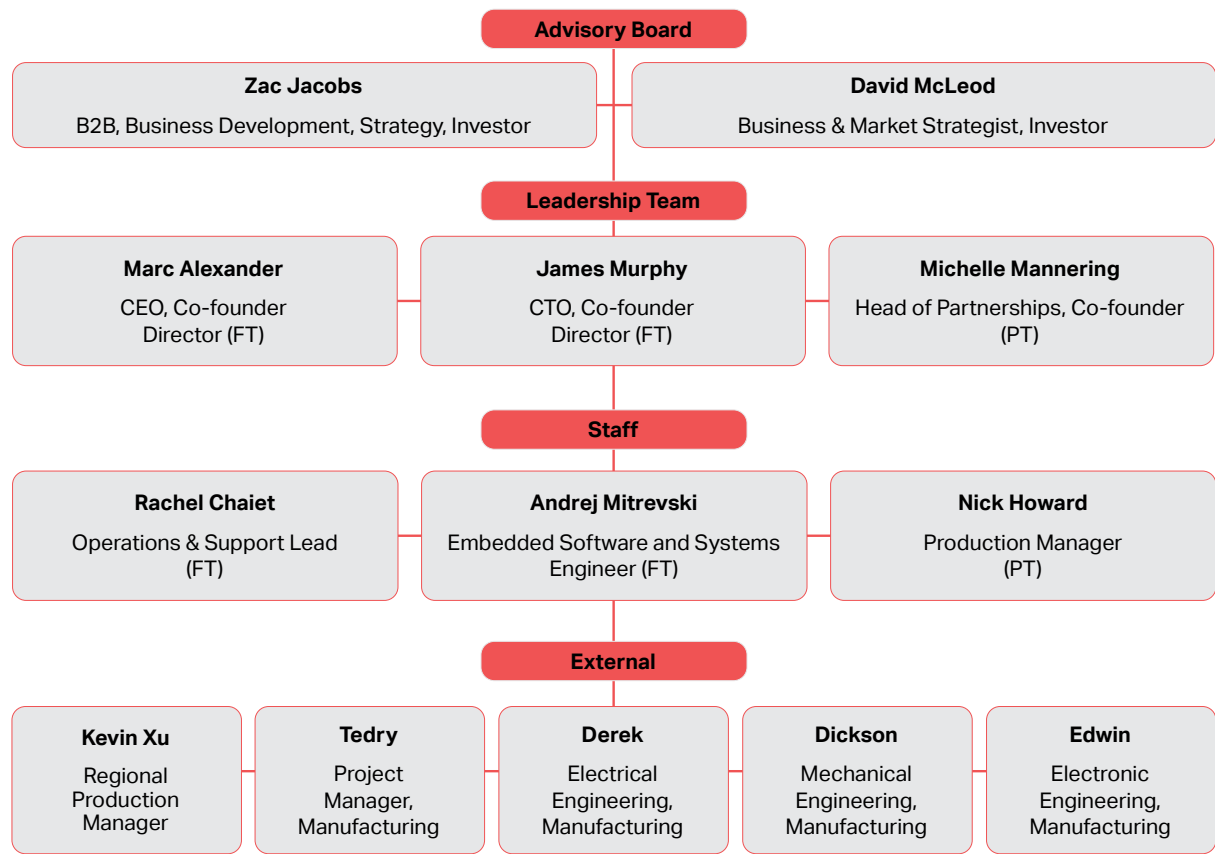 Advisory Board
Zac Jacobs
B2B, Business Development, Strategy, Investor
David McLeod
Business & Market Strategist, Investor
Leadership Team
Marc Alexander
CEO, Co-founder
Director (FT)
James Murphy
CTO, Co-founder
Director (FT)
Michelle Mannering
Head of Partnerships, Co-founder
(PT)
Staff
Rachel Chaiet
Operations & Support Lead
(FT)
Andrej Mitrevski
Embedded Software and Systems
Engineer (FT)
Nick Howard
Production Manager
(PT)
External
Kevin Xu
Regional
Production
Manager
Tedry
Project
Manager,
Manufacturing
Derek
Electrical
Engineering,
Manufacturing
Dickson
Mechanical
Engineering,
Manufacturing
Edwin
Electronic
Engineering,
Manufacturing